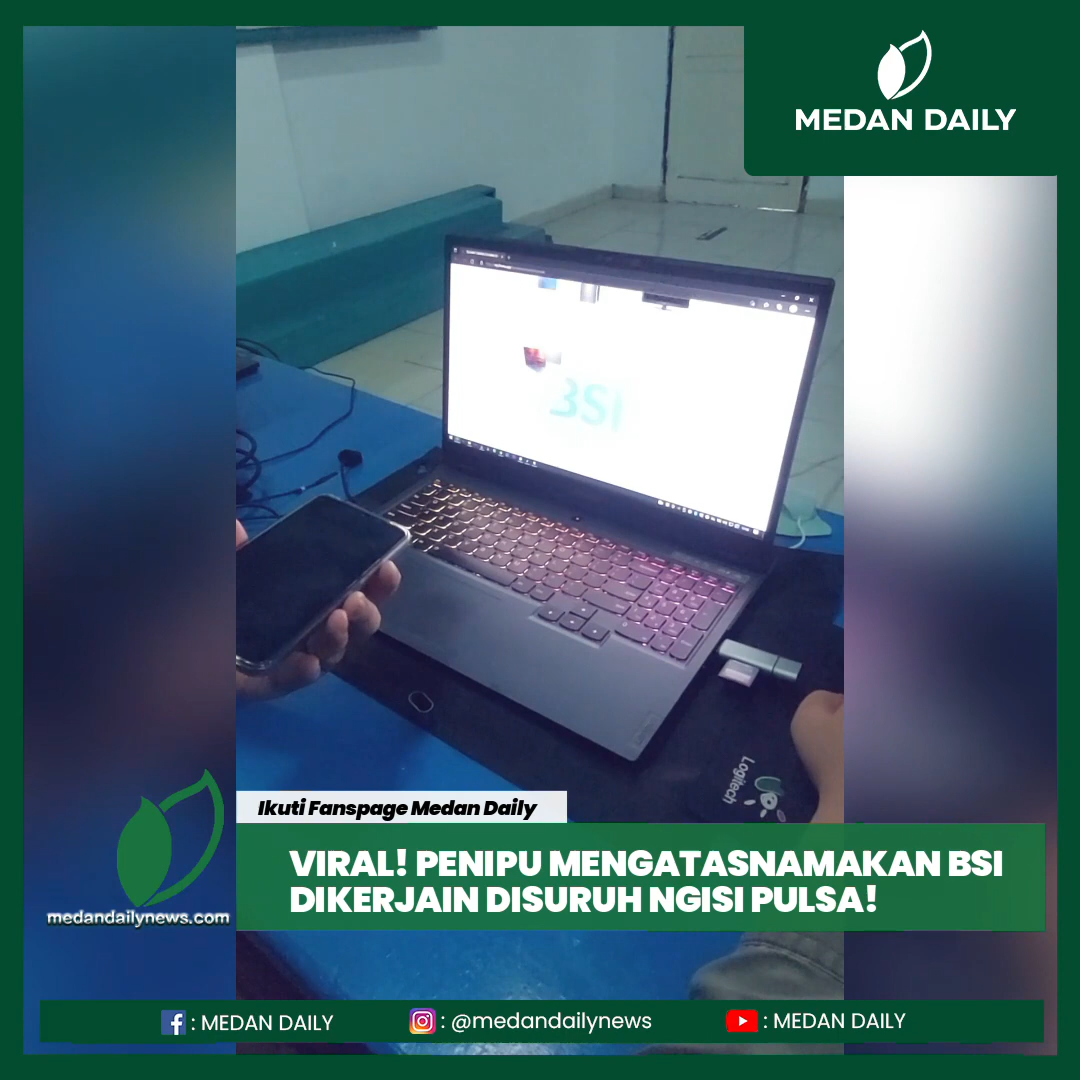 MEDAN DAILY
BSI
Logitech
Ikuti Fanspage Medan Daily
VIRAL! PENIPU MENGATASNAMAKAN BSI
DIKERJAIN DISURUH NGISI PULSA!
medandailynews.com
: MEDAN DAILY
: @medandailynews
: MEDAN DAILY